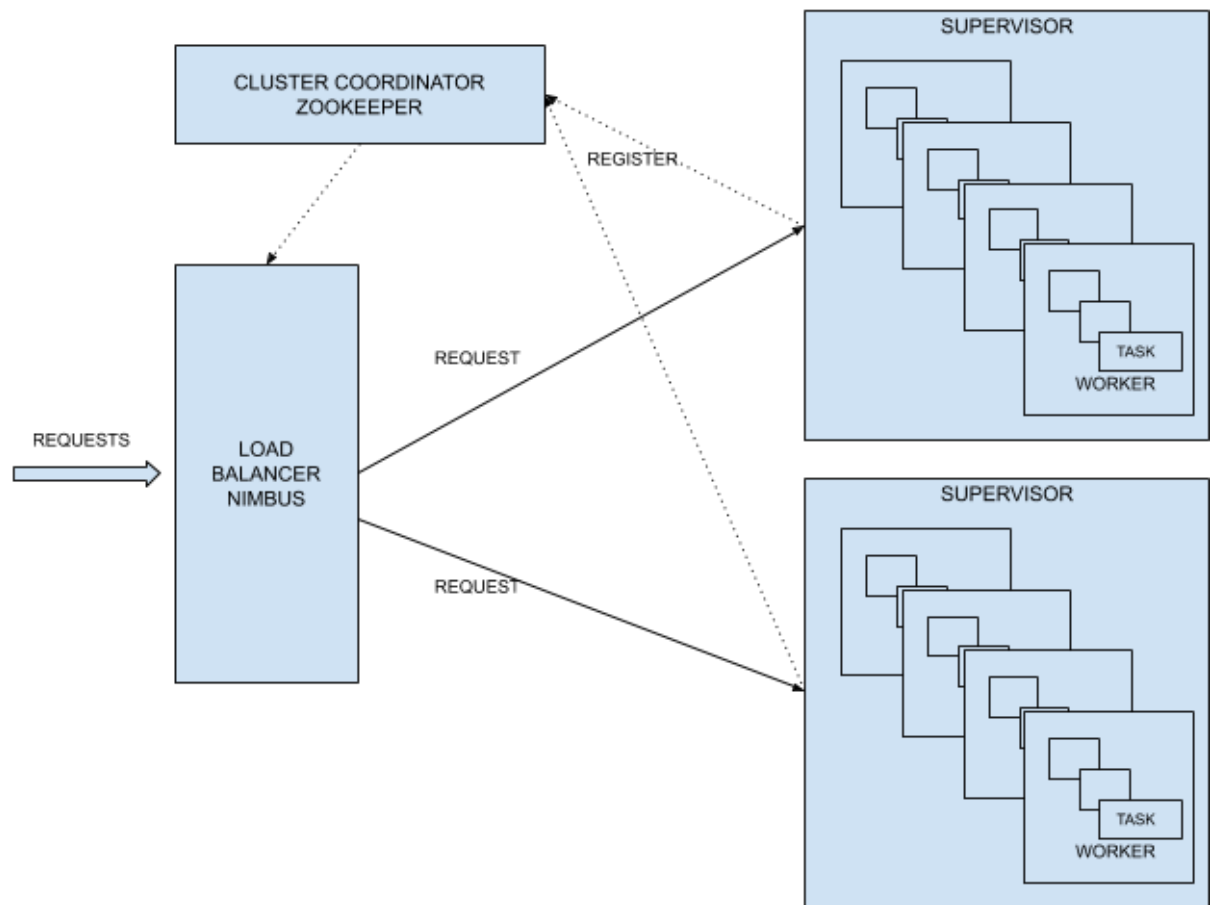 SUPERVISOR
CLUSTER COORDINATOR
ZOOKEEPER
REGISTER
REQUEST
TASK
WORKER
REQUESTS
LOAD
BALANCER
NIMBUS
SUPERVISOR
REQUEST
TASK
WORKER